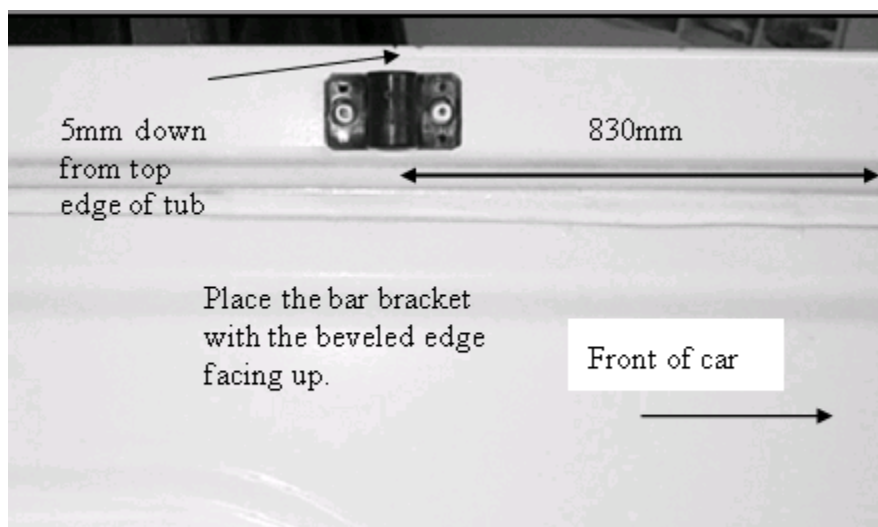 5mm down
from top
edge of tub
830mm
Place the bar bracket
with the beveled edge
facing up.
Front of car